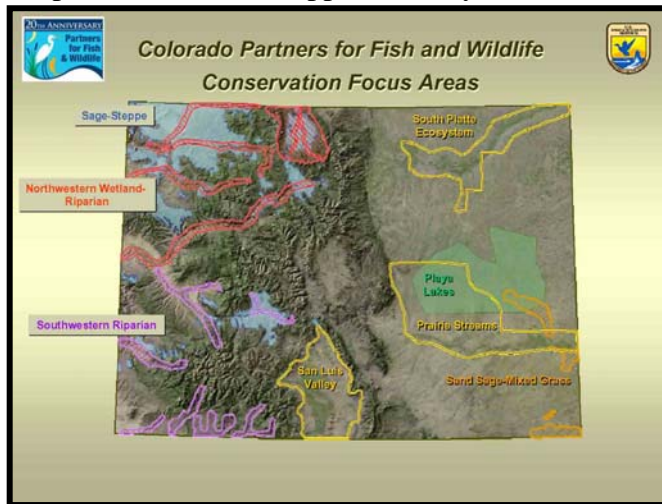 20TH ANNIVERSARY
Partners
for Fish
& Wildlife
Colorado Partners for Fish and Wildlife
Conservation Focus Areas
Sage-Steppe
South Platte
Ecosystem
Northwestern Wetland-
Riparian
Playa
Lakes
Southwestern Riparian
Prairie Streams
San Luis
Valley
Sand Sage-Mixed Grass